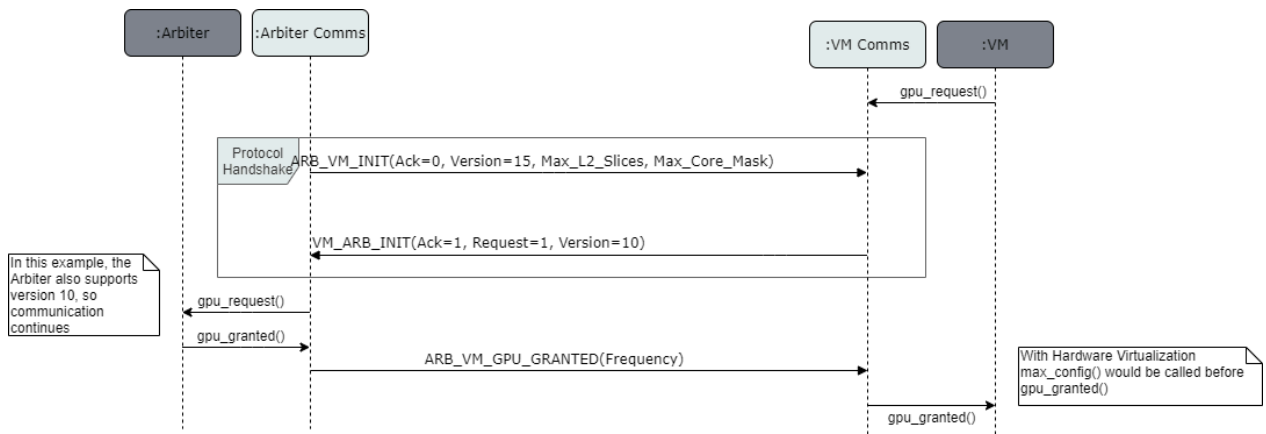 :Arbiter
:Arbiter Comms
:VM Comms
:VM
gpu_request()
Protocol
Handshake
ARB_VM_INIT(Ack=0, Version=15, Max_L2_Slices, Max_Core_Mask)
VM_ARB_INIT(Ack=1, Request=1, Version=10)
In this example, the
Arbiter also supports
version 10, so
communication
continues
gpu_request()
gpu_granted()
ARB_VM_GPU_GRANTED(Frequency)
With Hardware Virtualization
max_config() would be called before
gpu_granted()
gpu_granted()